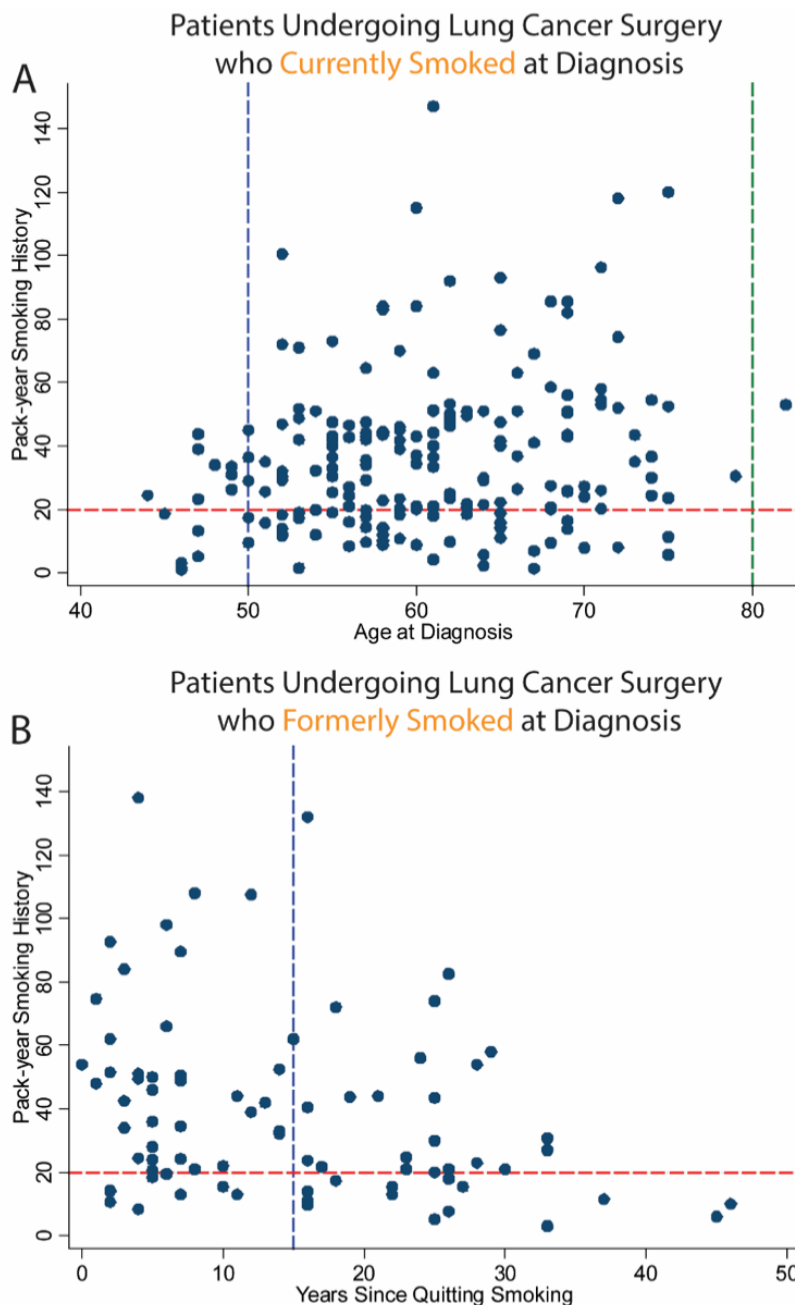 Patients Undergoing Lung Cancer Surgery
who Currently Smoked at Diagnosis
A
Pack-year Smoking History
140
120
100
80
60
40
20
0
40
50
60
70
80
Age at Diagnosis
Patients Undergoing Lung Cancer Surgery
who Formerly Smoked at Diagnosis
B
Pack-year Smoking History
140
120
100
80
60
40
20
0
0
10
20
30
40
50
Years Since Quitting Smoking